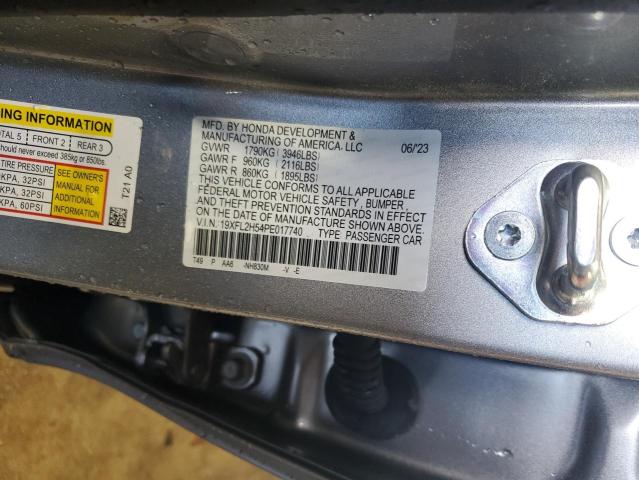 ING INFORMATION
OTAL 5 FRONT 2 REAR 3
hould never exceed 385kg or 850lbs.
TIRE PRESSURE
KPA, 32PSI
KPA, 32PSI
KPA, 60PSI
SEE OWNER'S
MANUAL FOR
ADDITIONAL
INFORMATION
T21 A0
MFD. BY HONDA DEVELOPMENT &
MANUFACTURING OF AMERICA, LLC 06/'23
GVWR 1790KG( 3946LBS)
GAWR F 960KG( 2116LBS)
GAWR R 860KG( 1895LBS)
THIS VEHICLE CONFORMS TO ALL APPLICABLE
FEDERAL MOTOR VEHICLE SAFETY, BUMPER,
AND THEFT PREVENTION STANDARDS IN EFFECT
ON THE DATE OF MANUFACTURE SHOWN ABOVE.
V.I.N. 19XFL2H54PE017740 TYPE PASSENGER CAR
T49 P AA6 -NH830M -V -E